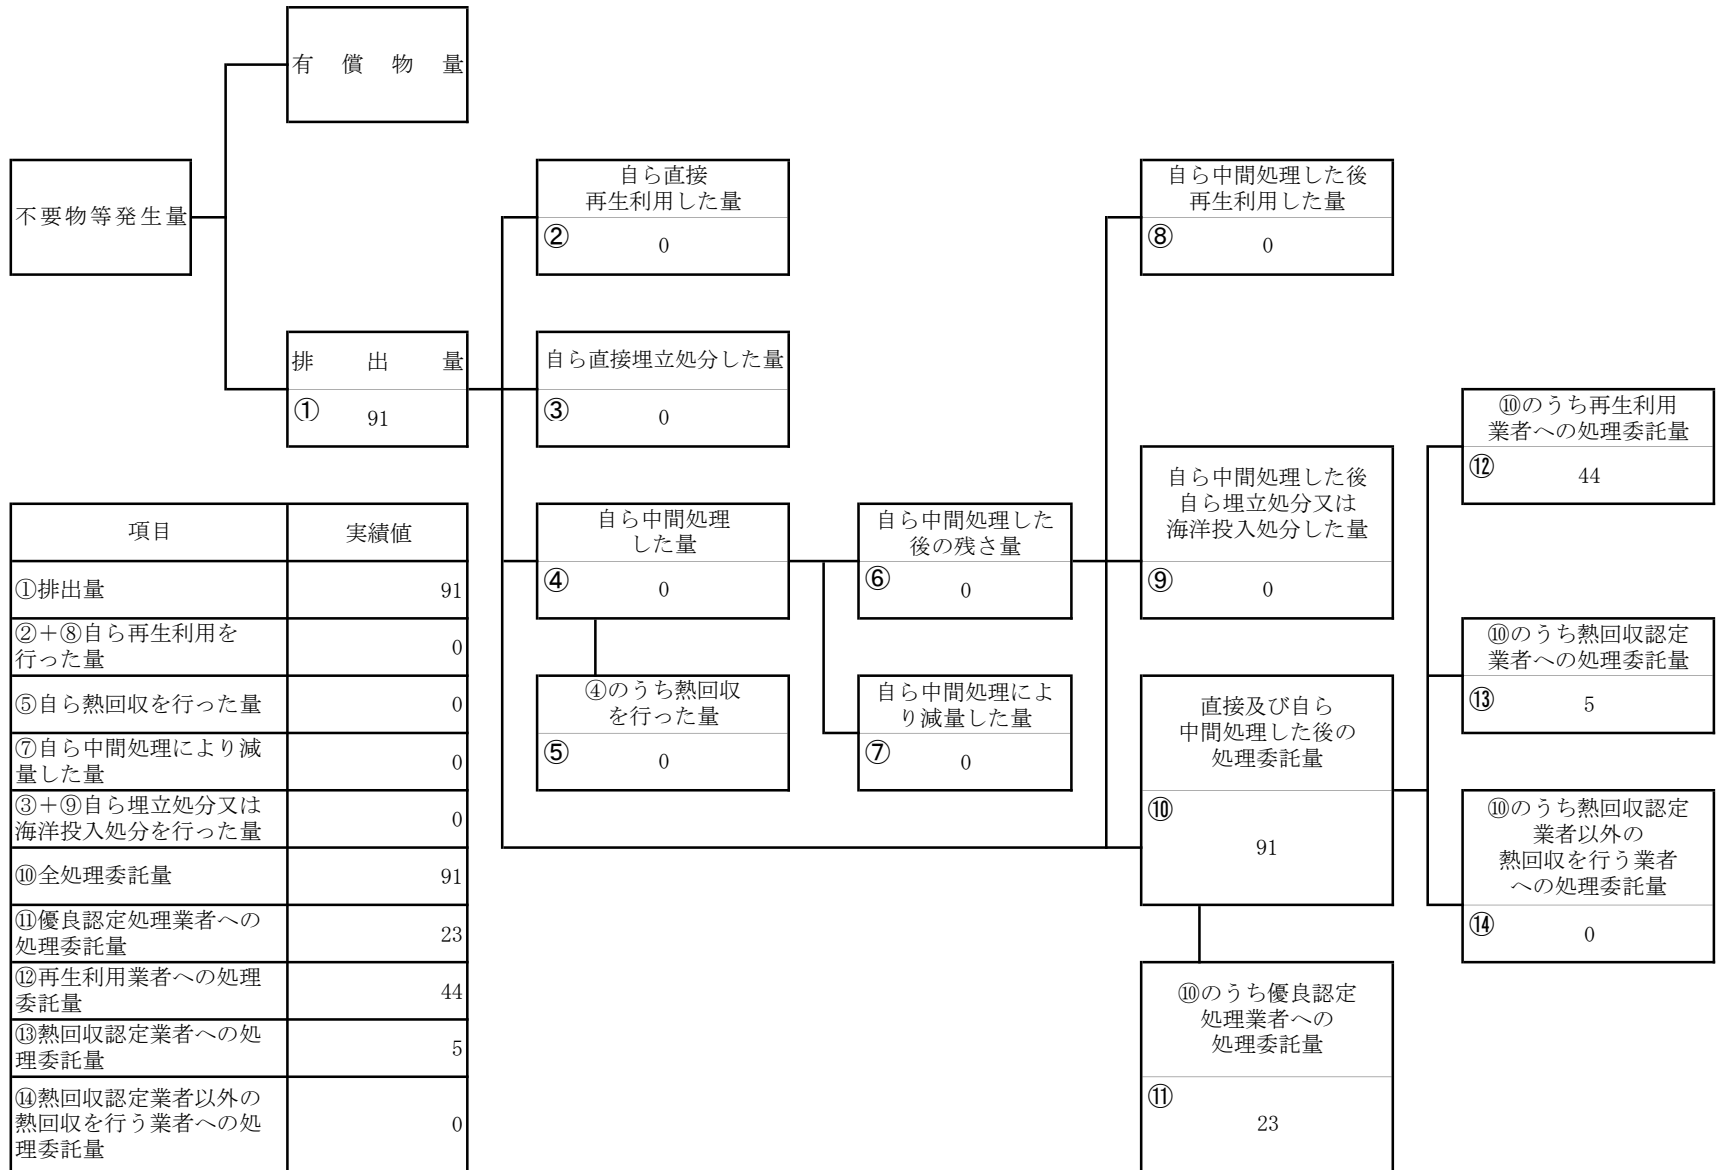 有償物量
不要物等発生量
自ら直接
再生利用した量
②
0
自ら中間処理した後
再生利用した量
⑧
0
排出量
①
91
自ら直接埋立処分した量
③
0
⑩のうち再生利用
業者への処理委託量
⑫
44
自ら中間処理
した量
④
0
自ら中間処理した
後の残さ量
⑥
0
自ら中間処理した後
自ら埋立処分又は
海洋投入処分した量
⑨
0
⑩のうち熱回収認定
業者への処理委託量
⑬
5
④のうち熱回収
を行った量
⑤
0
自ら中間処理によ
り減量した量
⑦
0
直接及び自ら
中間処理した後の
処理委託量
⑩
91
⑩のうち熱回収認定
業者以外の
熱回収を行う業者
への処理委託量
⑭
0
⑩のうち優良認定
処理業者への
処理委託量
⑪
23
項目 実績値
①排出量 91
②＋⑧自ら再生利用を
行った量 0
⑤自ら熱回収を行った量 0
⑦自ら中間処理により減
量した量 0
③＋⑨自ら埋立処分又は
海洋投入処分を行った量 0
⑩全処理委託量 91
⑪優良認定処理業者への
処理委託量 23
⑫再生利用業者への処理
委託量 44
⑬熱回収認定業者への処
理委託量 5
⑭熱回収認定業者以外の
熱回収を行う業者への処
理委託量 0